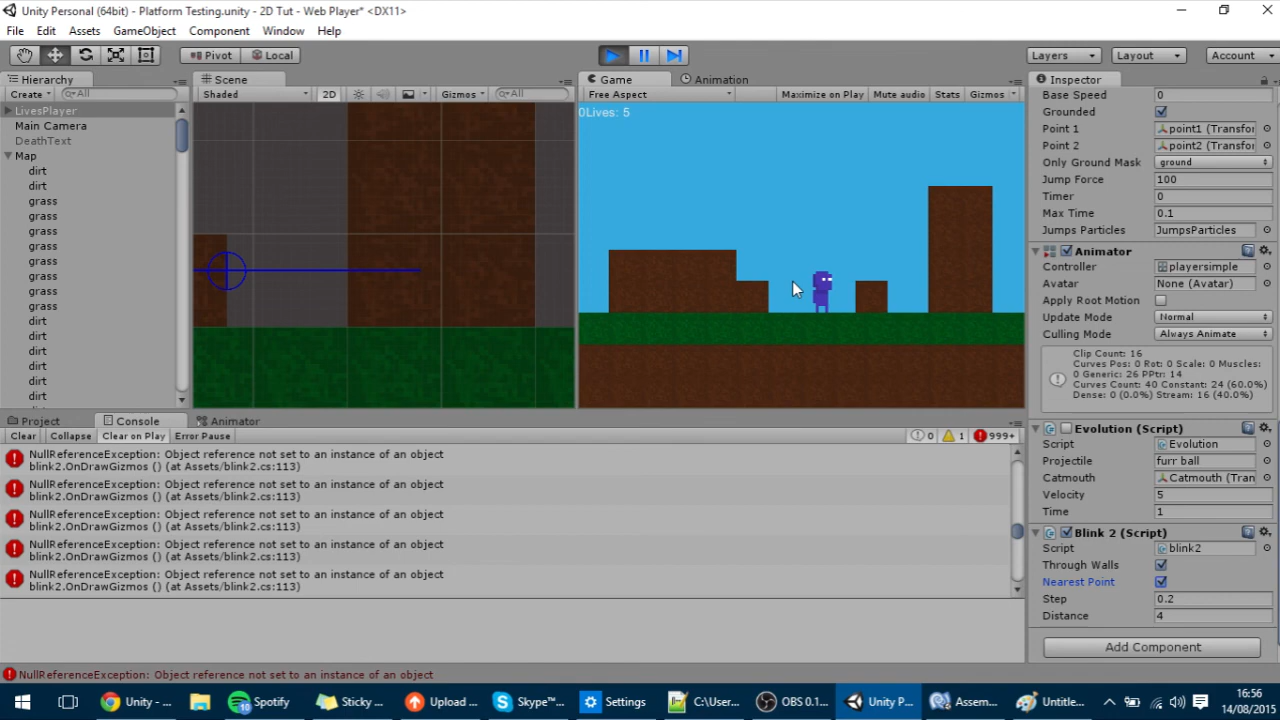 Unity Personal (64bit) - Platform Testing.unity - 2D Tut - Web Player* <DX11>
File Edit Assets GameObject Component Window Help
Pivot Local Layers Layout Account
Hierarchy
Create All
LivesPlayer
Main Camera
DeathText
Map
dirt
dirt
grass
grass
grass
grass
grass
grass
grass
grass
dirt
dirt
dirt
dirt
dirt
dirt
Scene
Shaded 2D Gizmos All
Game Animation
Free Aspect Maximize on Play Mute audio Stats Gizmos
0Lives: 5
Inspector
Base Speed 0
Grounded
Point 1 point1 (Transfor
Point 2 point2 (Transfor
Only Ground Mask ground
Jump Force 100
Timer 0
Max Time 0.1
Jumps Particles JumpsParticles
Animator
Controller playersimple
Avatar None (Avatar)
Apply Root Motion
Update Mode Normal
Culling Mode Always Animate
Clip Count: 16
Curves Pos: 0 Rot: 0 Scale: 0 Muscles:
0 Generic: 26 PPtr: 14
Curves Count: 40 Constant: 24 (60.0%)
Dense: 0 (0.0%) Stream: 16 (40.0%)
Evolution (Script)
Script Evolution
Projectile furr ball
Catmouth Catmouth (Tran
Velocity 5
Time 1
Blink 2 (Script)
Script blink2
Through Walls
Nearest Point
Step 0.2
Distance 4
Add Component
Project Console Animator
Clear Collapse Clear on Play Error Pause 0 1 999+
NullReferenceException: Object reference not set to an instance of an object
blink2.OnDrawGizmos () (at Assets/blink2.cs:113)
NullReferenceException: Object reference not set to an instance of an object
blink2.OnDrawGizmos () (at Assets/blink2.cs:113)
NullReferenceException: Object reference not set to an instance of an object
blink2.OnDrawGizmos () (at Assets/blink2.cs:113)
NullReferenceException: Object reference not set to an instance of an object
blink2.OnDrawGizmos () (at Assets/blink2.cs:113)
NullReferenceException: Object reference not set to an instance of an object
blink2.OnDrawGizmos () (at Assets/blink2.cs:113)
NullReferenceException: Object reference not set to an instance of an object
Unity - ... Spotify Sticky ... Upload ... Skype™... Settings C:\User... OBS 0.1... Unity P... Assem... Untitle...
16:56
14/08/2015